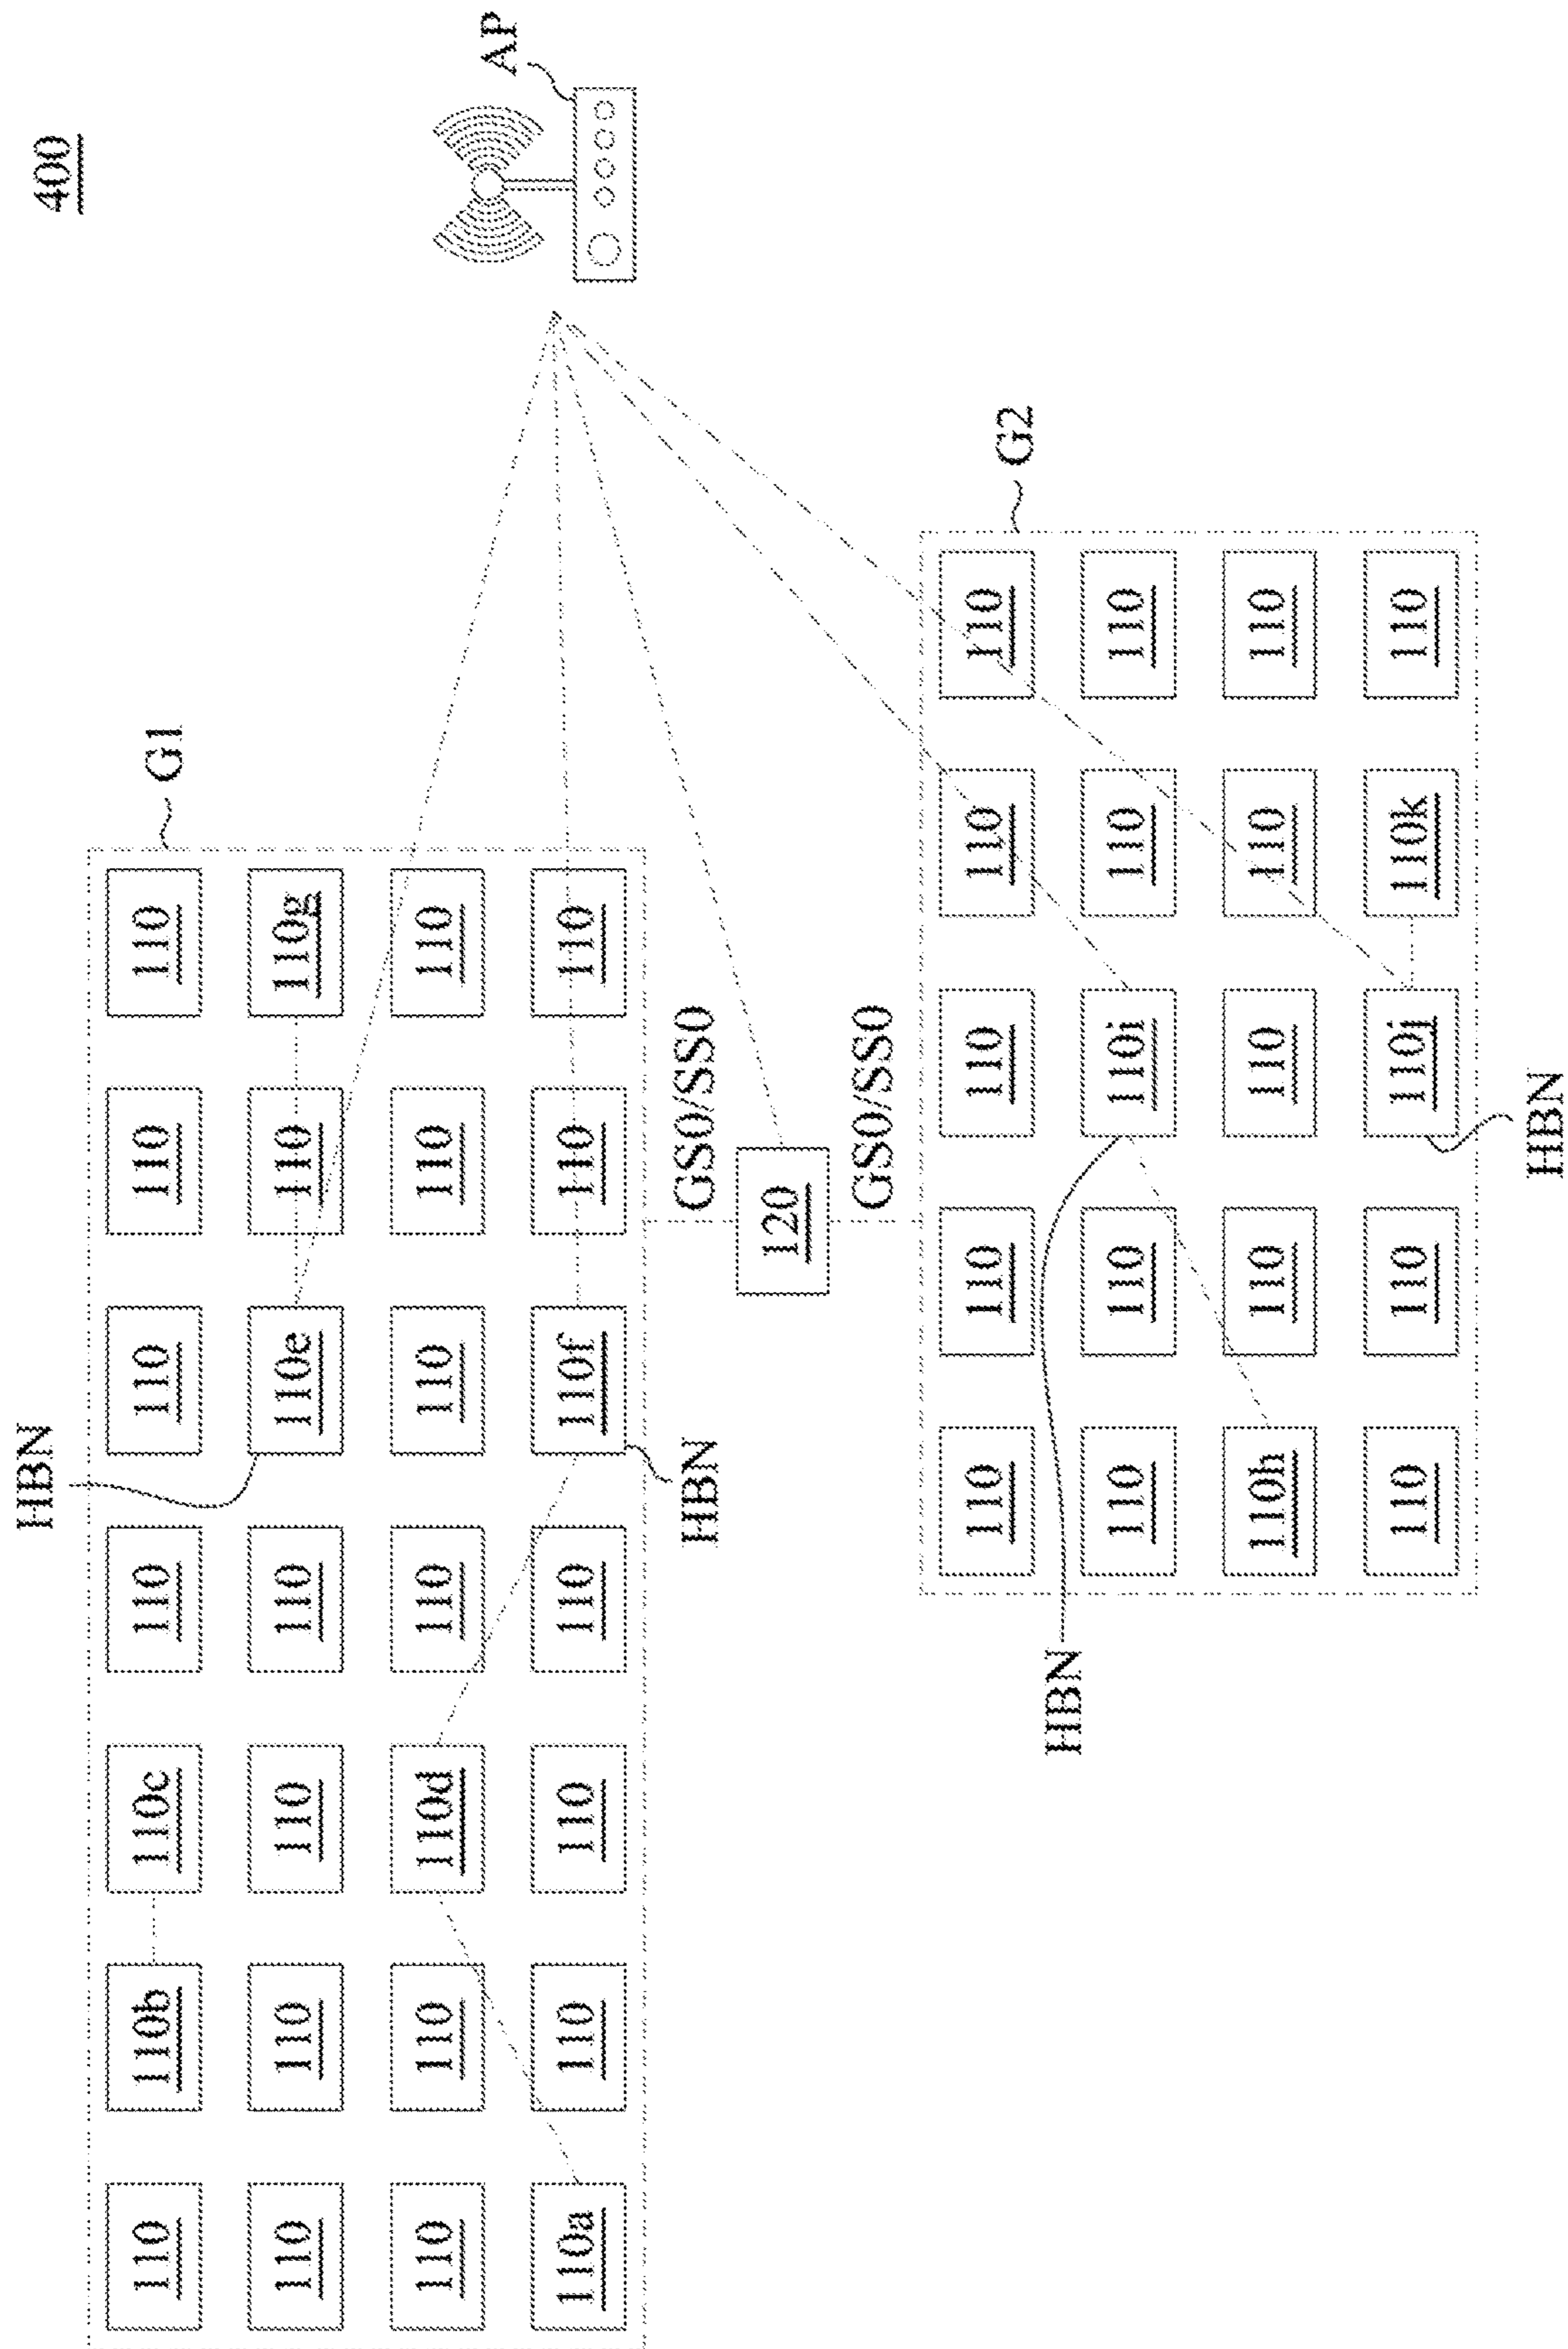 400
HBN
G1
AP
110 110b 110c 110 110 110 110
110 110 110 110 110e 110 110g
110 110 110d 110 110 110 110
110a 110 110 110 110f 110 110
HBN
GS0/SS0
120
GS0/SS0
G2
110 110 110 110 110
HBN
110 110 110i 110 110
110h 110 110 110 110
110 110 110j 110k 110
HBN